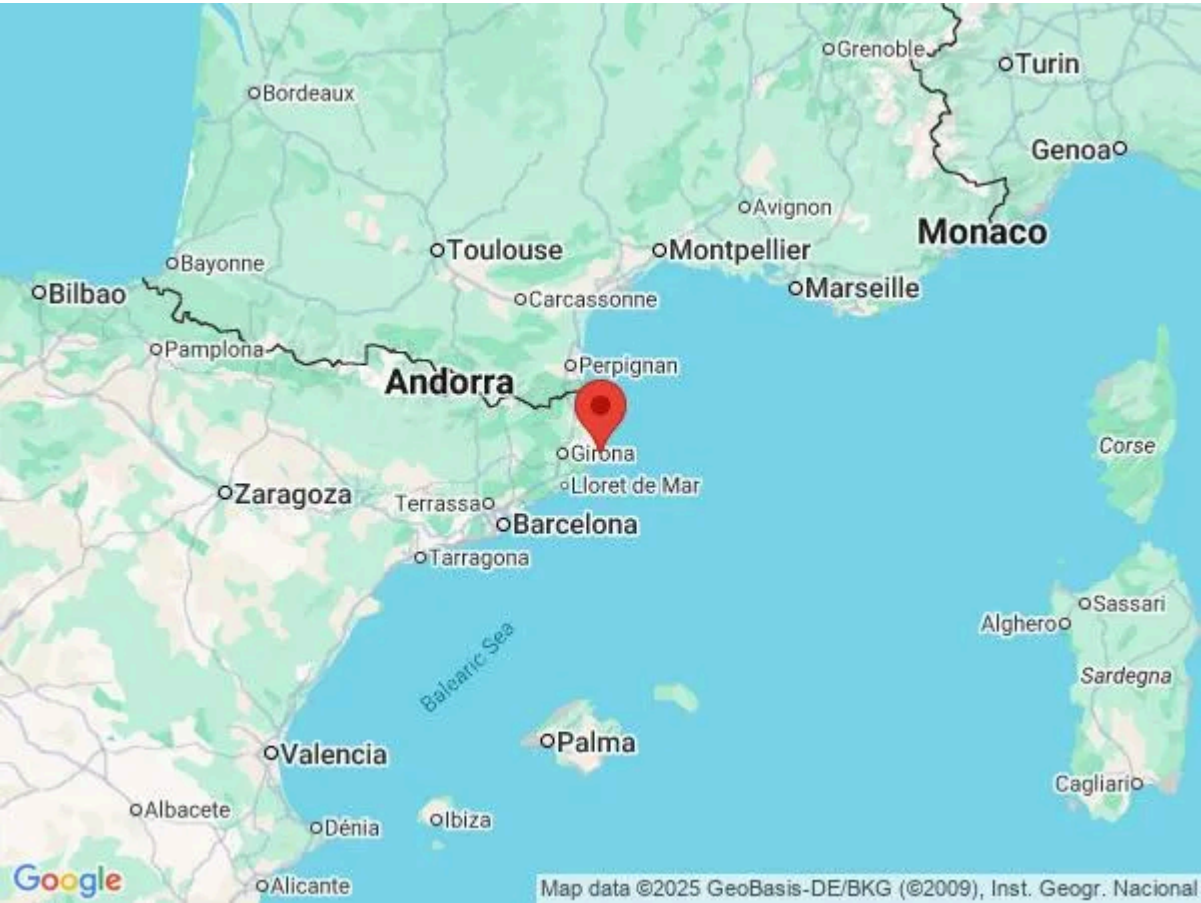 Grenoble
Turin
Bordeaux
Genoa
Avignon
Monaco
Toulouse
Montpellier
Bayonne
Marseille
Bilbao
Carcassonne
Pamplona
Perpignan
Andorra
Corse
Girona
Lloret de Mar
Zaragoza
Terrassa
Barcelona
Tarragona
Sassari
Alghero
Balearic Sea
Sardegna
Palma
Valencia
Cagliari
Albacete
Ibiza
Dénia
Google
Alicante
Map data ©2025 GeoBasis-DE/BKG (©2009), Inst. Geogr. Nacional